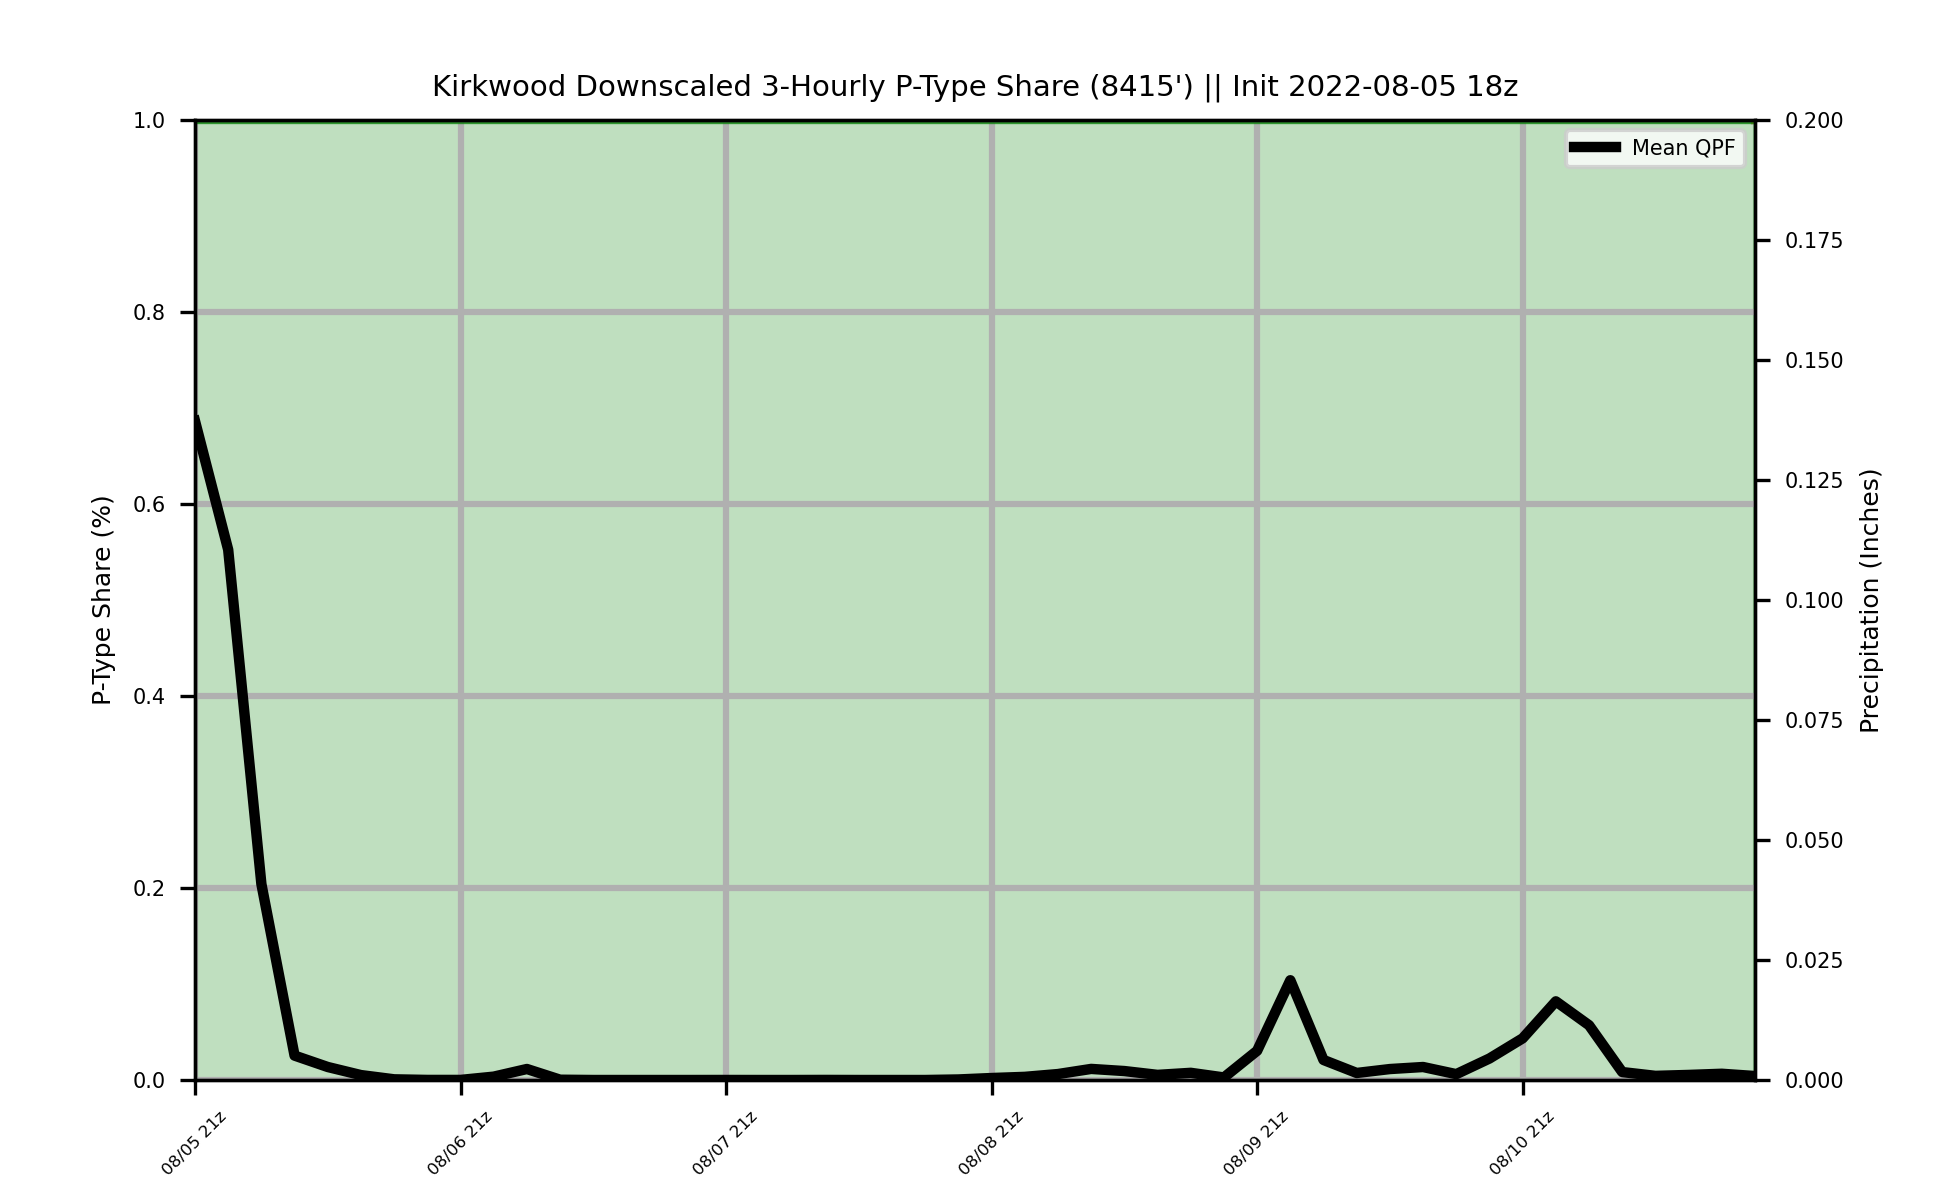 Kirkwood Downscaled 3-Hourly P-Type Share (8415') || Init 2022-08-05 18z
Mean QPF
P-Type Share (%)
1.0
0.8
0.6
0.4
0.2
0.0
0.200
0.175
0.150
0.125
0.100
0.075
0.050
0.025
0.000
Precipitation (Inches)
08/05 21z
08/06 21z
08/07 21z
08/08 21z
08/09 21z
08/10 21z